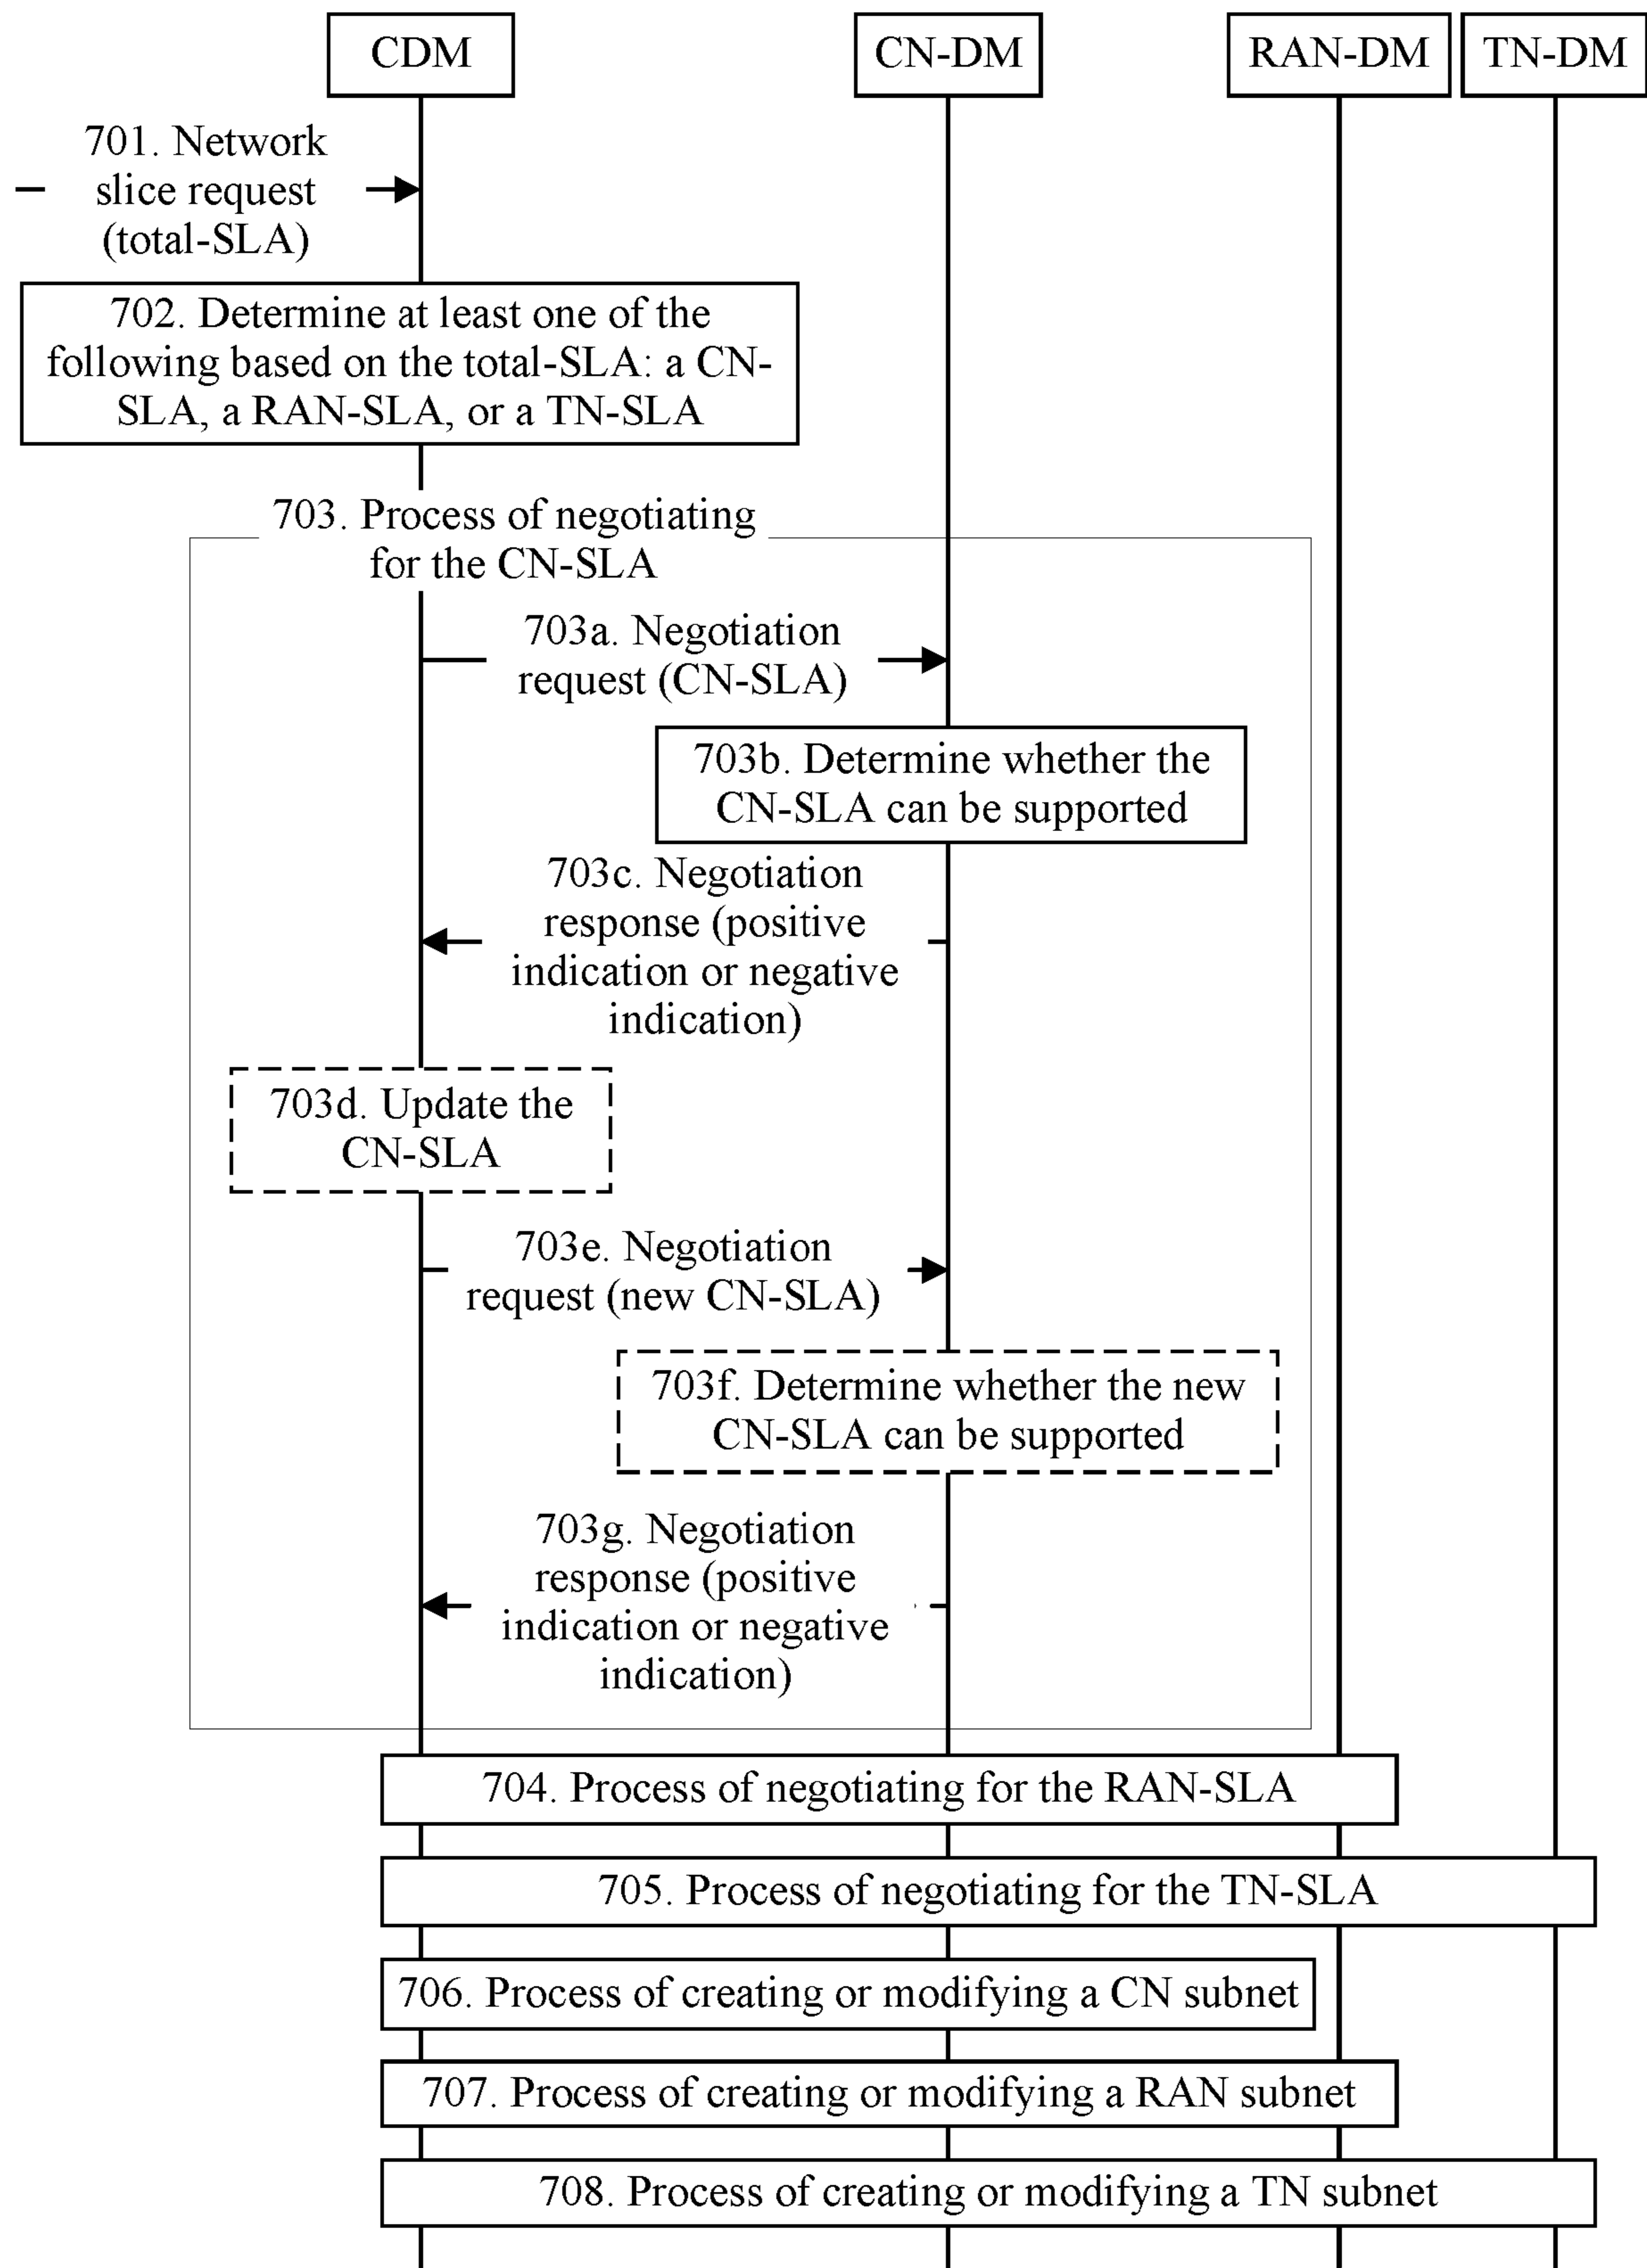 CDM
CN-DM
RAN-DM
TN-DM
701. Network
slice request
(total-SLA)
702. Determine at least one of the
following based on the total-SLA: a CN-
SLA, a RAN-SLA, or a TN-SLA
703. Process of negotiating
for the CN-SLA
703a. Negotiation
request (CN-SLA)
703b. Determine whether the
CN-SLA can be supported
703c. Negotiation
response (positive
indication or negative
indication)
703d. Update the
CN-SLA
703e. Negotiation
request (new CN-SLA)
703f. Determine whether the new
CN-SLA can be supported
703g. Negotiation
response (positive
indication or negative
indication)
704. Process of negotiating for the RAN-SLA
705. Process of negotiating for the TN-SLA
706. Process of creating or modifying a CN subnet
707. Process of creating or modifying a RAN subnet
708. Process of creating or modifying a TN subnet